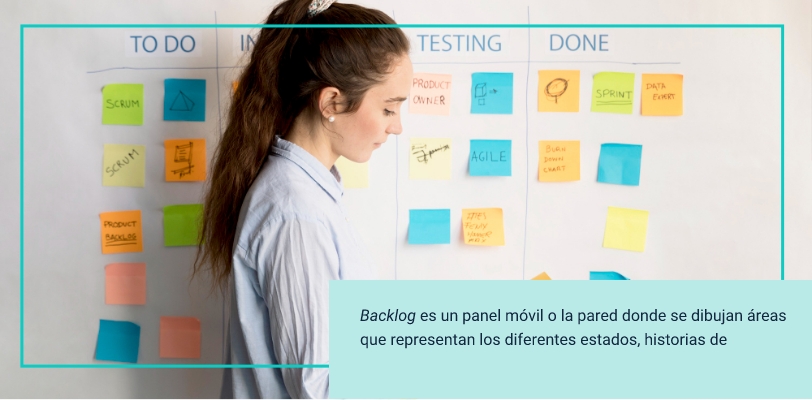 TO DO
IN
TESTING
DONE
SCRUM
PRODUCT
OWNER
SPRINT
DATA
EXPERT
SCRUM
AGILE
BURN
DOWN
CHART
PRODUCT
BACKLOG
Backlog es un panel móvil o la pared donde se dibujan áreas
que representan los diferentes estados, historias de